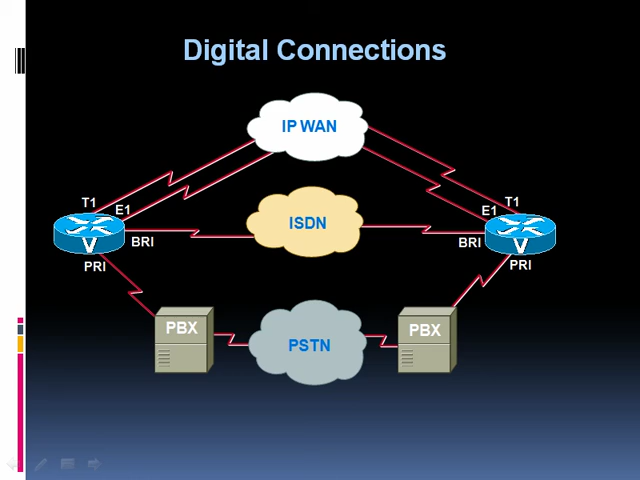 Digital Connections
IP WAN
T1
E1
E1
T1
ISDN
V
BRI
BRI
V
PRI
PRI
PBX
PSTN
PBX